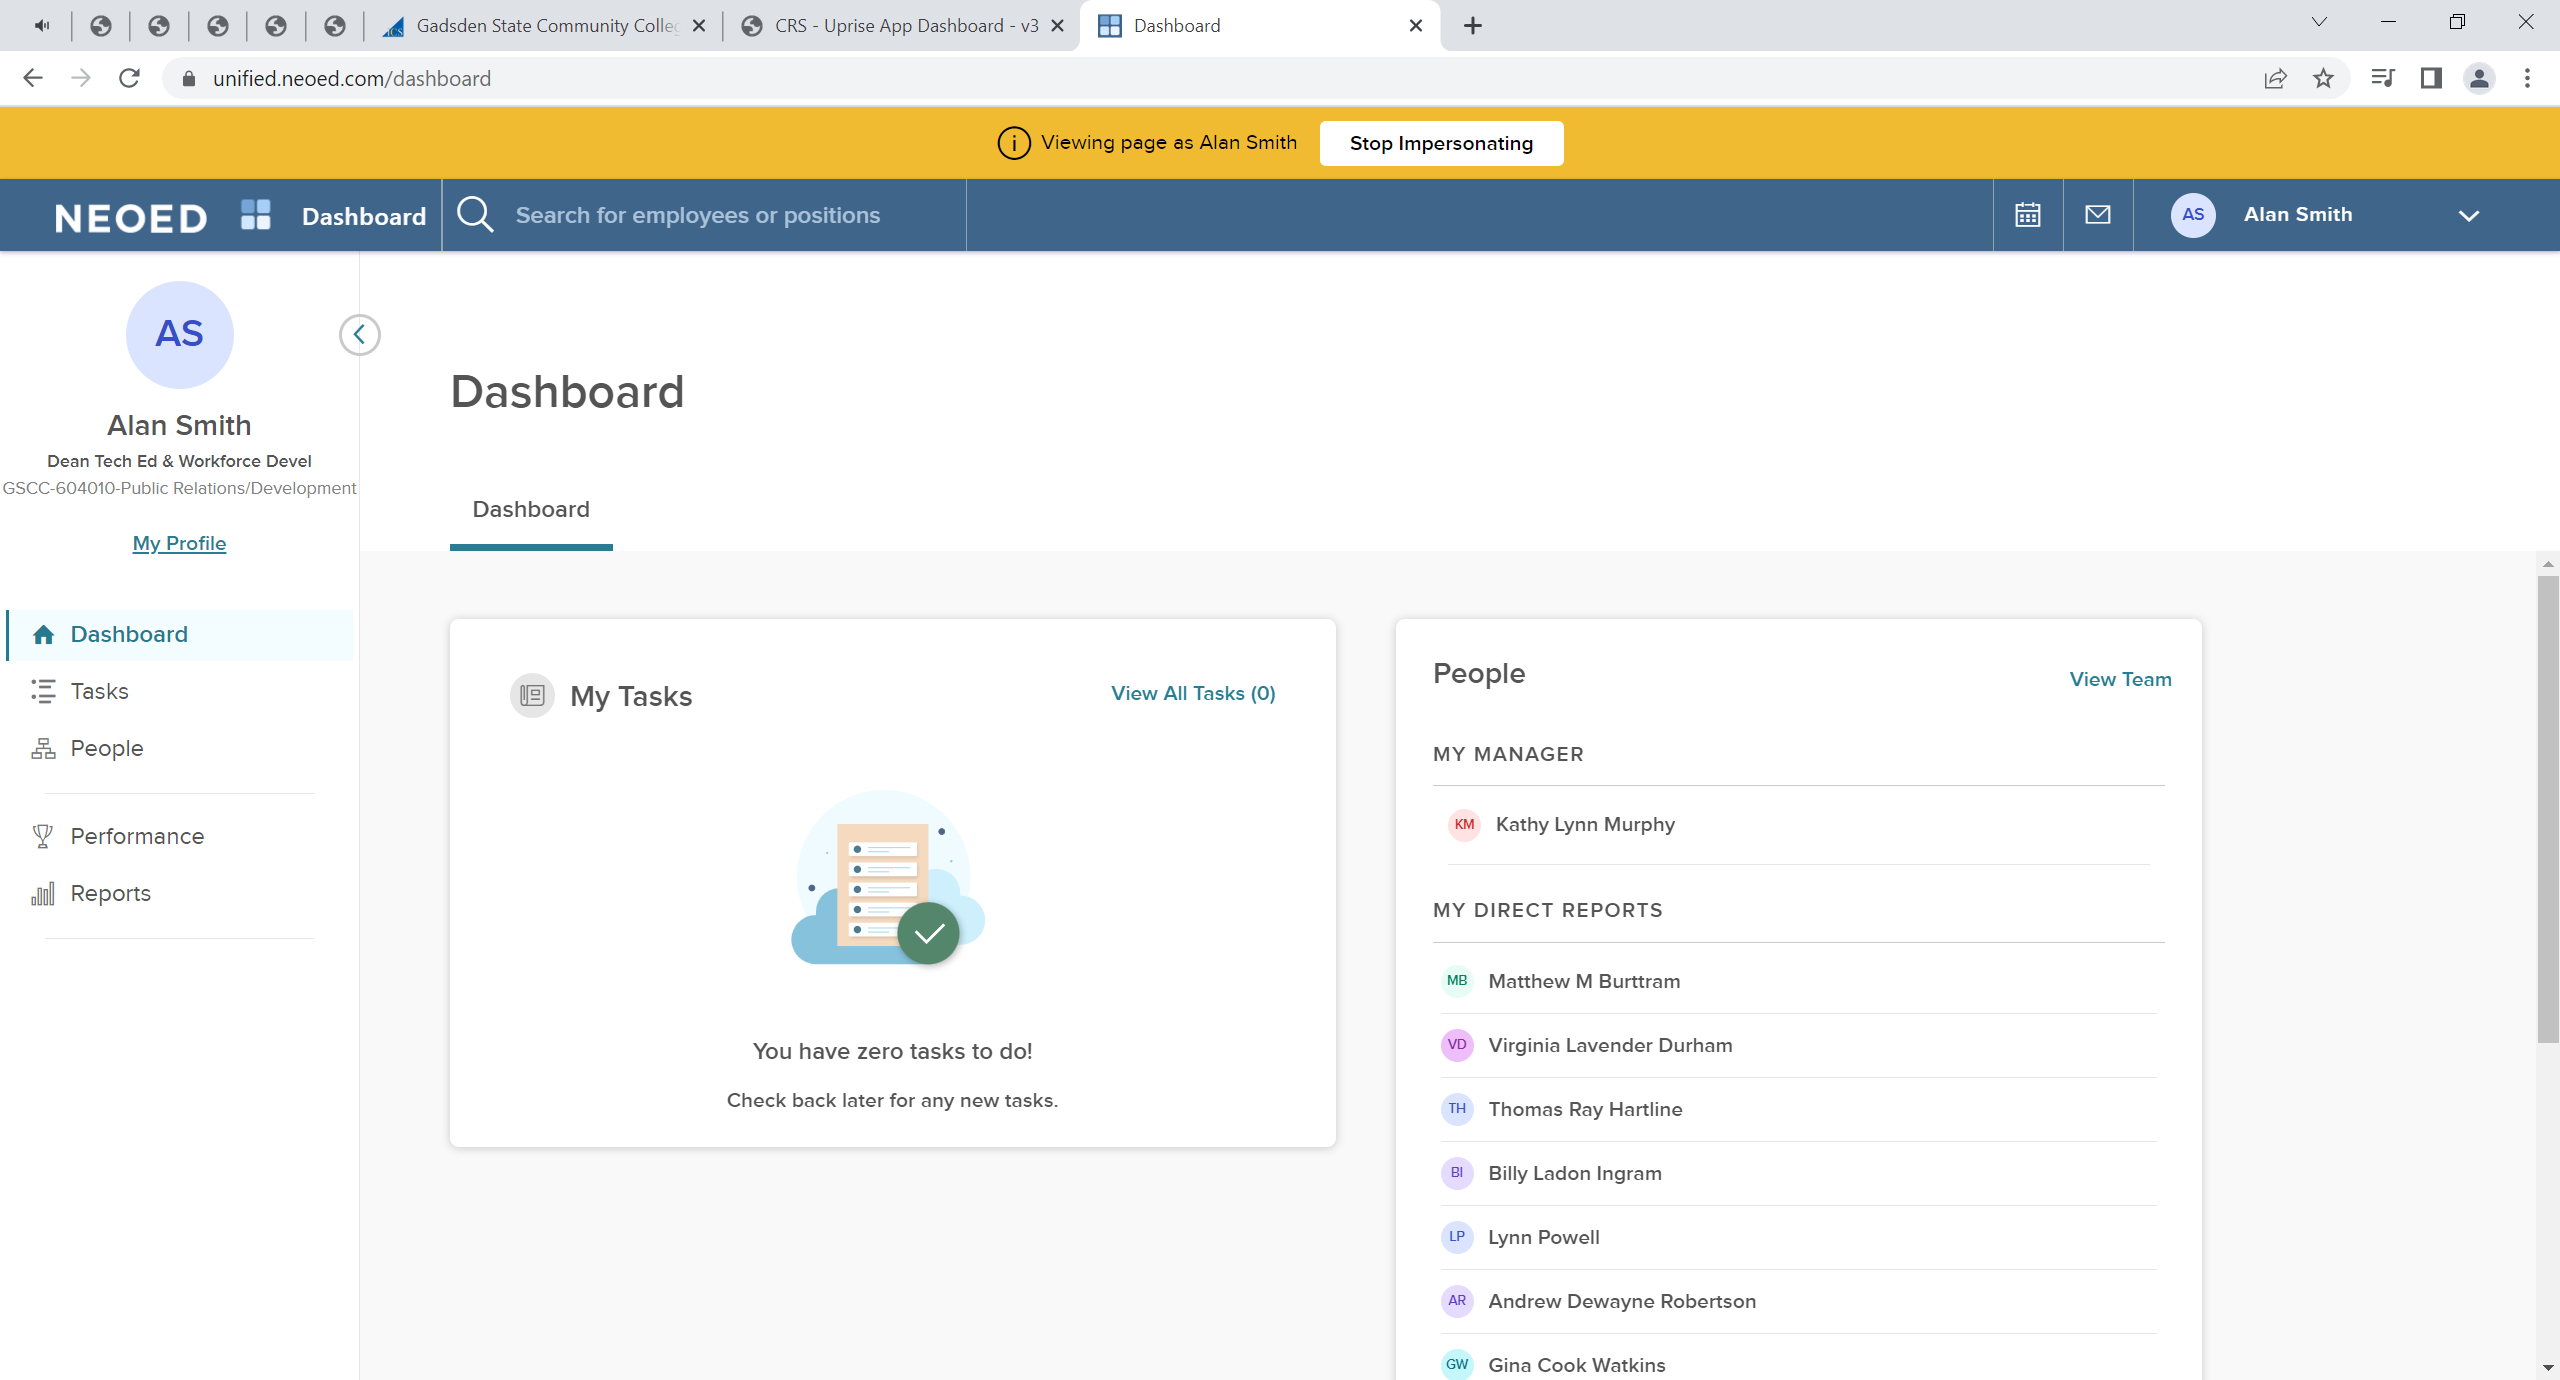 Gadsden State Community Colle
CRS - Uprise App Dashboard - v3
Dashboard
unified.neoed.com/dashboard
Viewing page as Alan Smith
Stop Impersonating
NEOED
Dashboard
Search for employees or positions
AS
Alan Smith
AS
Alan Smith
Dean Tech Ed & Workforce Devel
GSCC-604010-Public Relations/Development
My Profile
Dashboard
Tasks
People
Performance
Reports
Dashboard
Dashboard
My Tasks
View All Tasks (0)
You have zero tasks to do!
Check back later for any new tasks.
People
View Team
MY MANAGER
KM Kathy Lynn Murphy
MY DIRECT REPORTS
MB Matthew M Burttram
VD Virginia Lavender Durham
TH Thomas Ray Hartline
BI Billy Ladon Ingram
LP Lynn Powell
AR Andrew Dewayne Robertson
GW Gina Cook Watkins